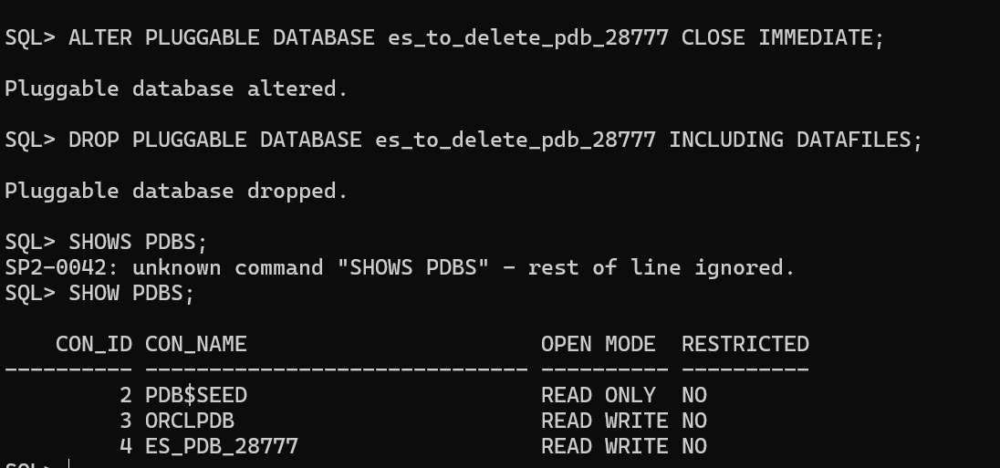 SQL> ALTER PLUGGABLE DATABASE es_to_delete_pdb_28777 CLOSE IMMEDIATE;
Pluggable database altered.
SQL> DROP PLUGGABLE DATABASE es_to_delete_pdb_28777 INCLUDING DATAFILES;
Pluggable database dropped.
SQL> SHOWS PDBS;
SP2-0042: unknown command "SHOWS PDBS" - rest of line ignored.
SQL> SHOW PDBS;
    CON_ID CON_NAME                       OPEN MODE  RESTRICTED
---------- ------------------------------ ---------- ----------
         2 PDB$SEED                       READ ONLY  NO
         3 ORCLPDB                        READ WRITE NO
         4 ES_PDB_28777                   READ WRITE NO
SQL>